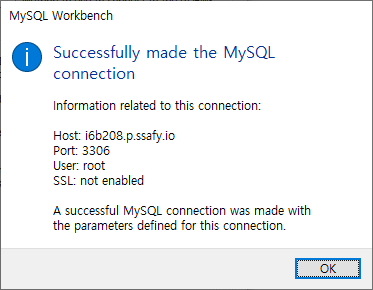 MySQL Workbench
Successfully made the MySQL
connection
Information related to this connection:
Host: i6b208.p.ssafy.io
Port: 3306
User: root
SSL: not enabled
A successful MySQL connection was made with
the parameters defined for this connection.
OK